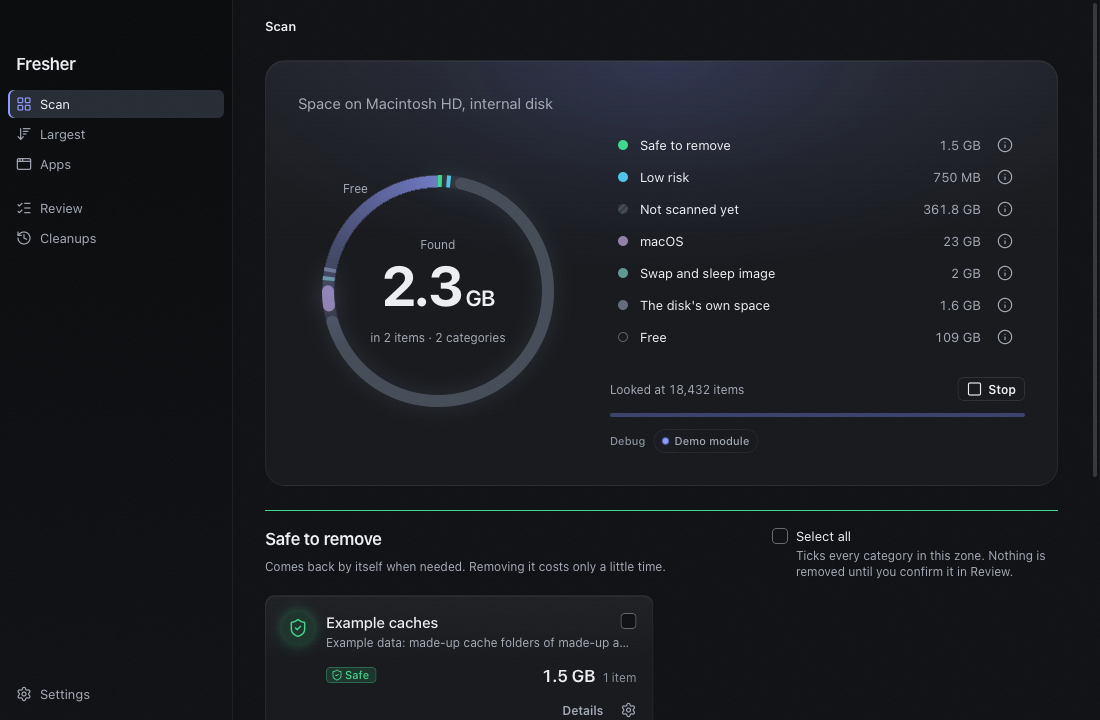 Fresher
Scan
Largest
Apps
Review
Cleanups
Settings
Scan
Space on Macintosh HD, internal disk
Free
Found
2.3 GB
in 2 items · 2 categories
Safe to remove 1.5 GB
Low risk 750 MB
Not scanned yet 361.8 GB
macOS 23 GB
Swap and sleep image 2 GB
The disk's own space 1.6 GB
Free 109 GB
Looked at 18,432 items
Stop
Debug Demo module
Safe to remove
Comes back by itself when needed. Removing it costs only a little time.
Select all
Ticks every category in this zone. Nothing is
removed until you confirm it in Review.
Example caches
Example data: made-up cache folders of made-up a…
Safe
1.5 GB 1 item
Details